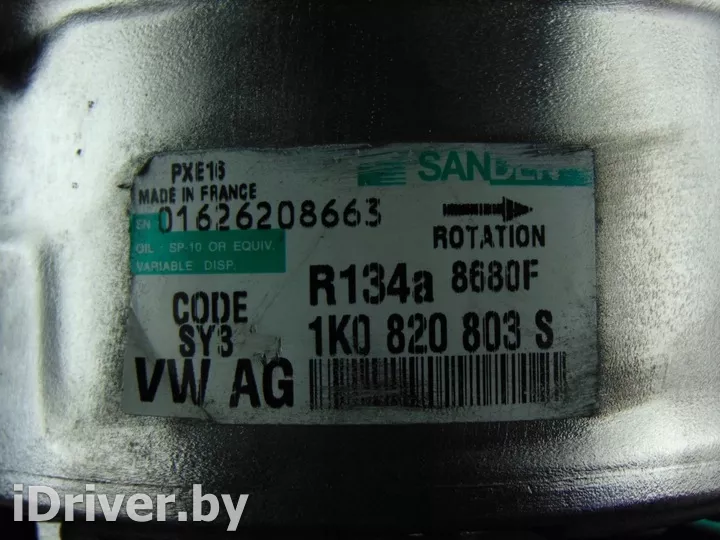 PXE16
MADE IN FRANCE
SANDEN
SN 01626208663
ROTATION
OIL : SP-10 OR EQUIV.
VARIABLE DISP.
R134a 8680F
CODE
SY3
1K0 820 803 S
VW AG
iDriver.by